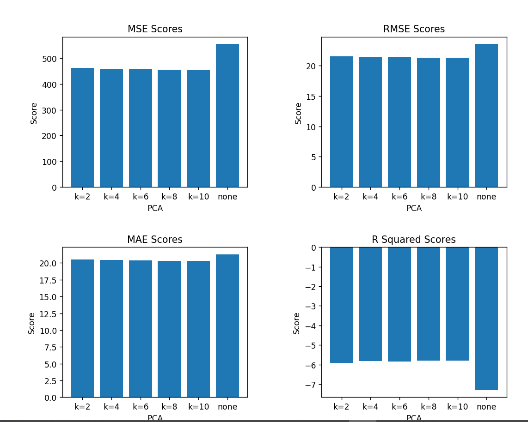 MSE Scores
Score
500
400
300
200
100
0
k=2 k=4 k=6 k=8 k=10 none
PCA
RMSE Scores
Score
20
15
10
5
0
k=2 k=4 k=6 k=8 k=10 none
PCA
MAE Scores
Score
20.0
17.5
15.0
12.5
10.0
7.5
5.0
2.5
0.0
k=2 k=4 k=6 k=8 k=10 none
PCA
R Squared Scores
Score
0
−1
−2
−3
−4
−5
−6
−7
k=2 k=4 k=6 k=8 k=10 none
PCA